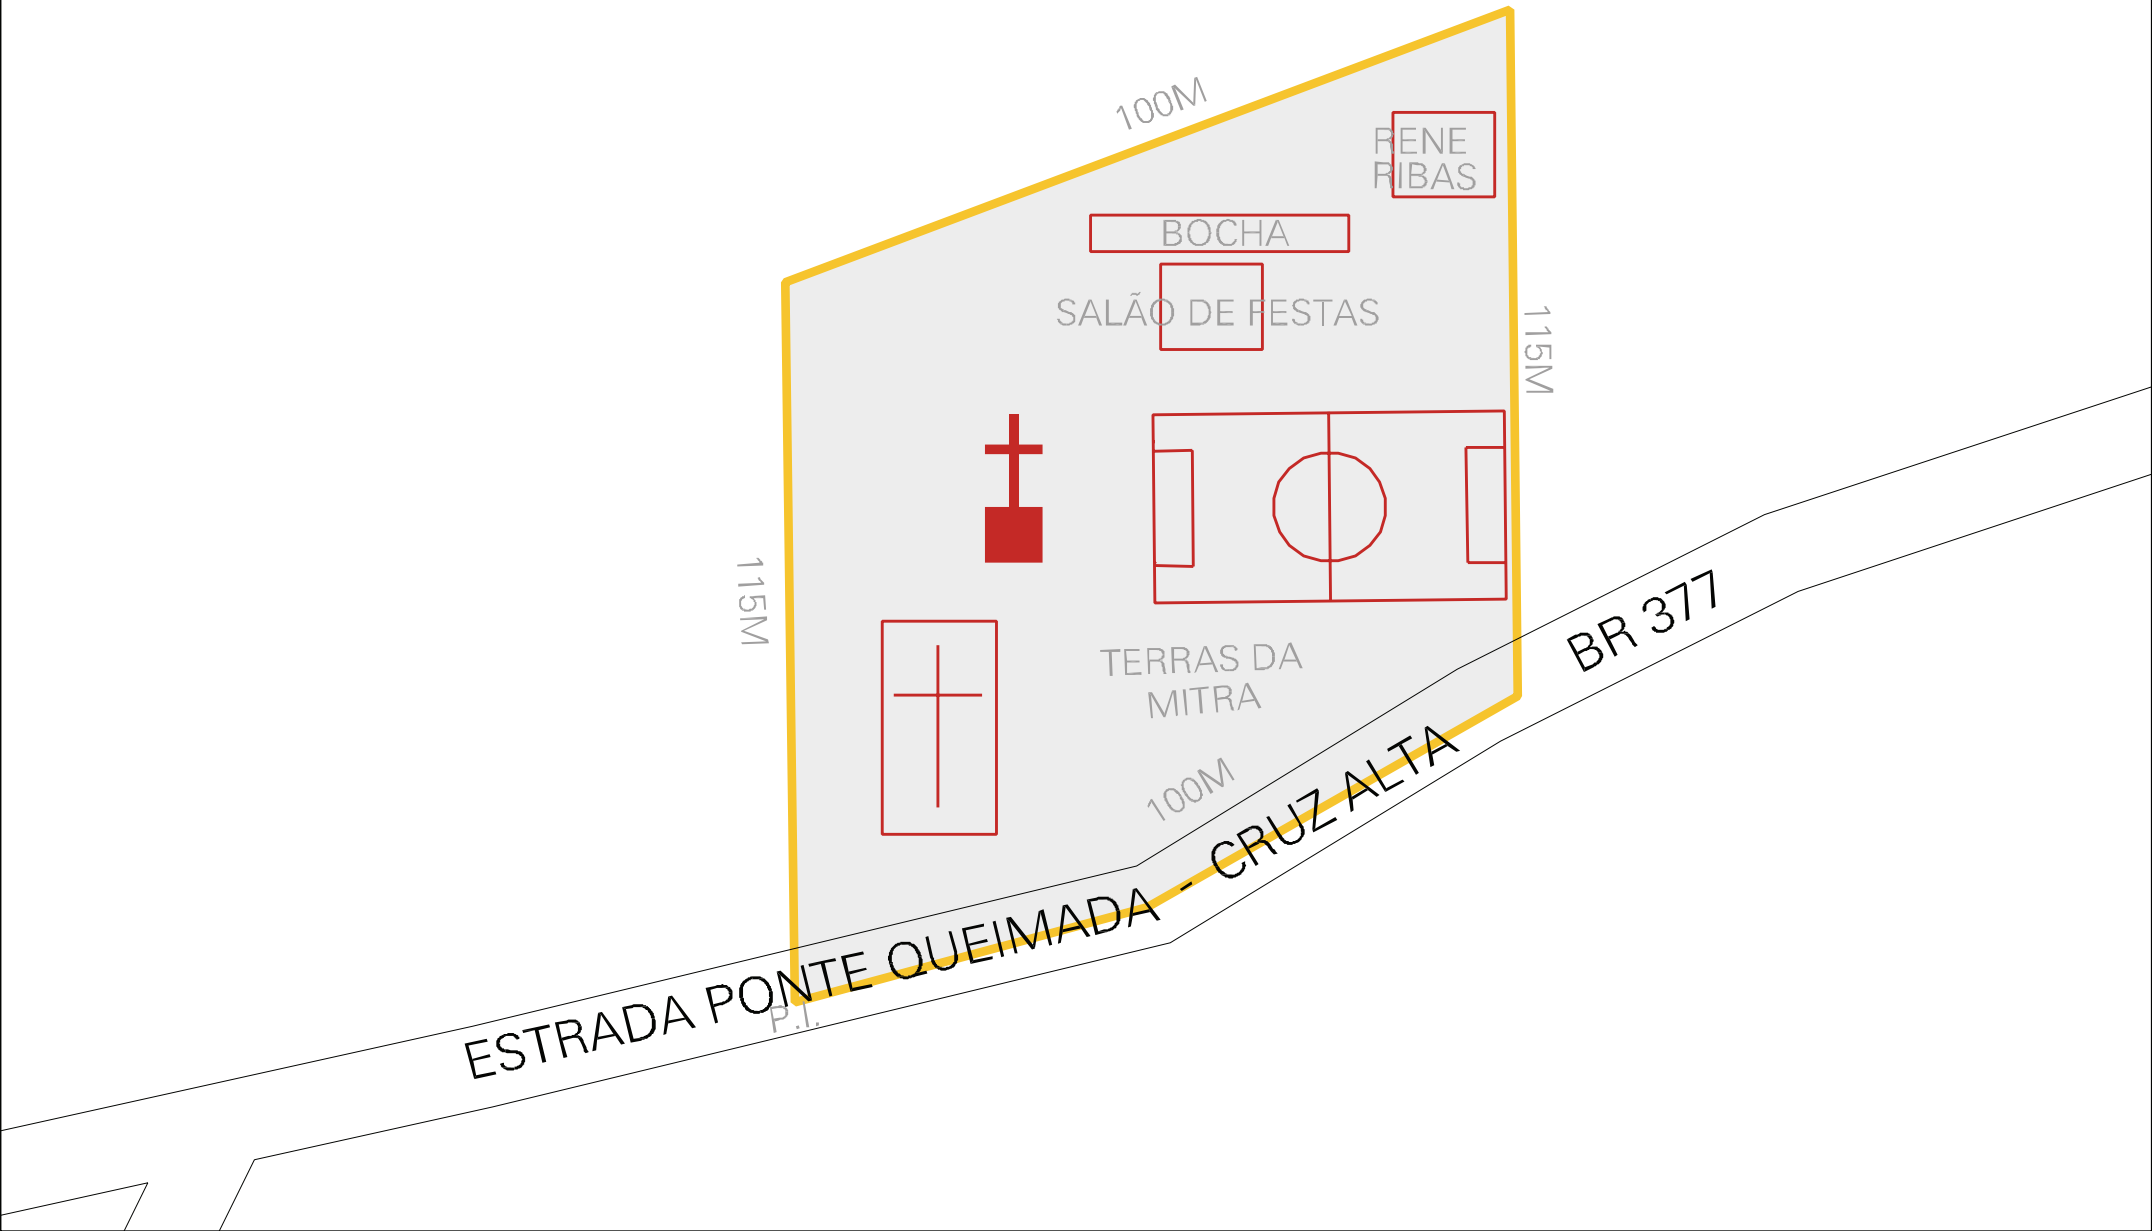 100M
RENE
RIBAS
BOCHA
SALÃO DE FESTAS
115M
115M
BR 377
TERRAS DA
MITRA
100M
ESTRADA PONTE QUEIMADA - CRUZ ALTA
P.I.